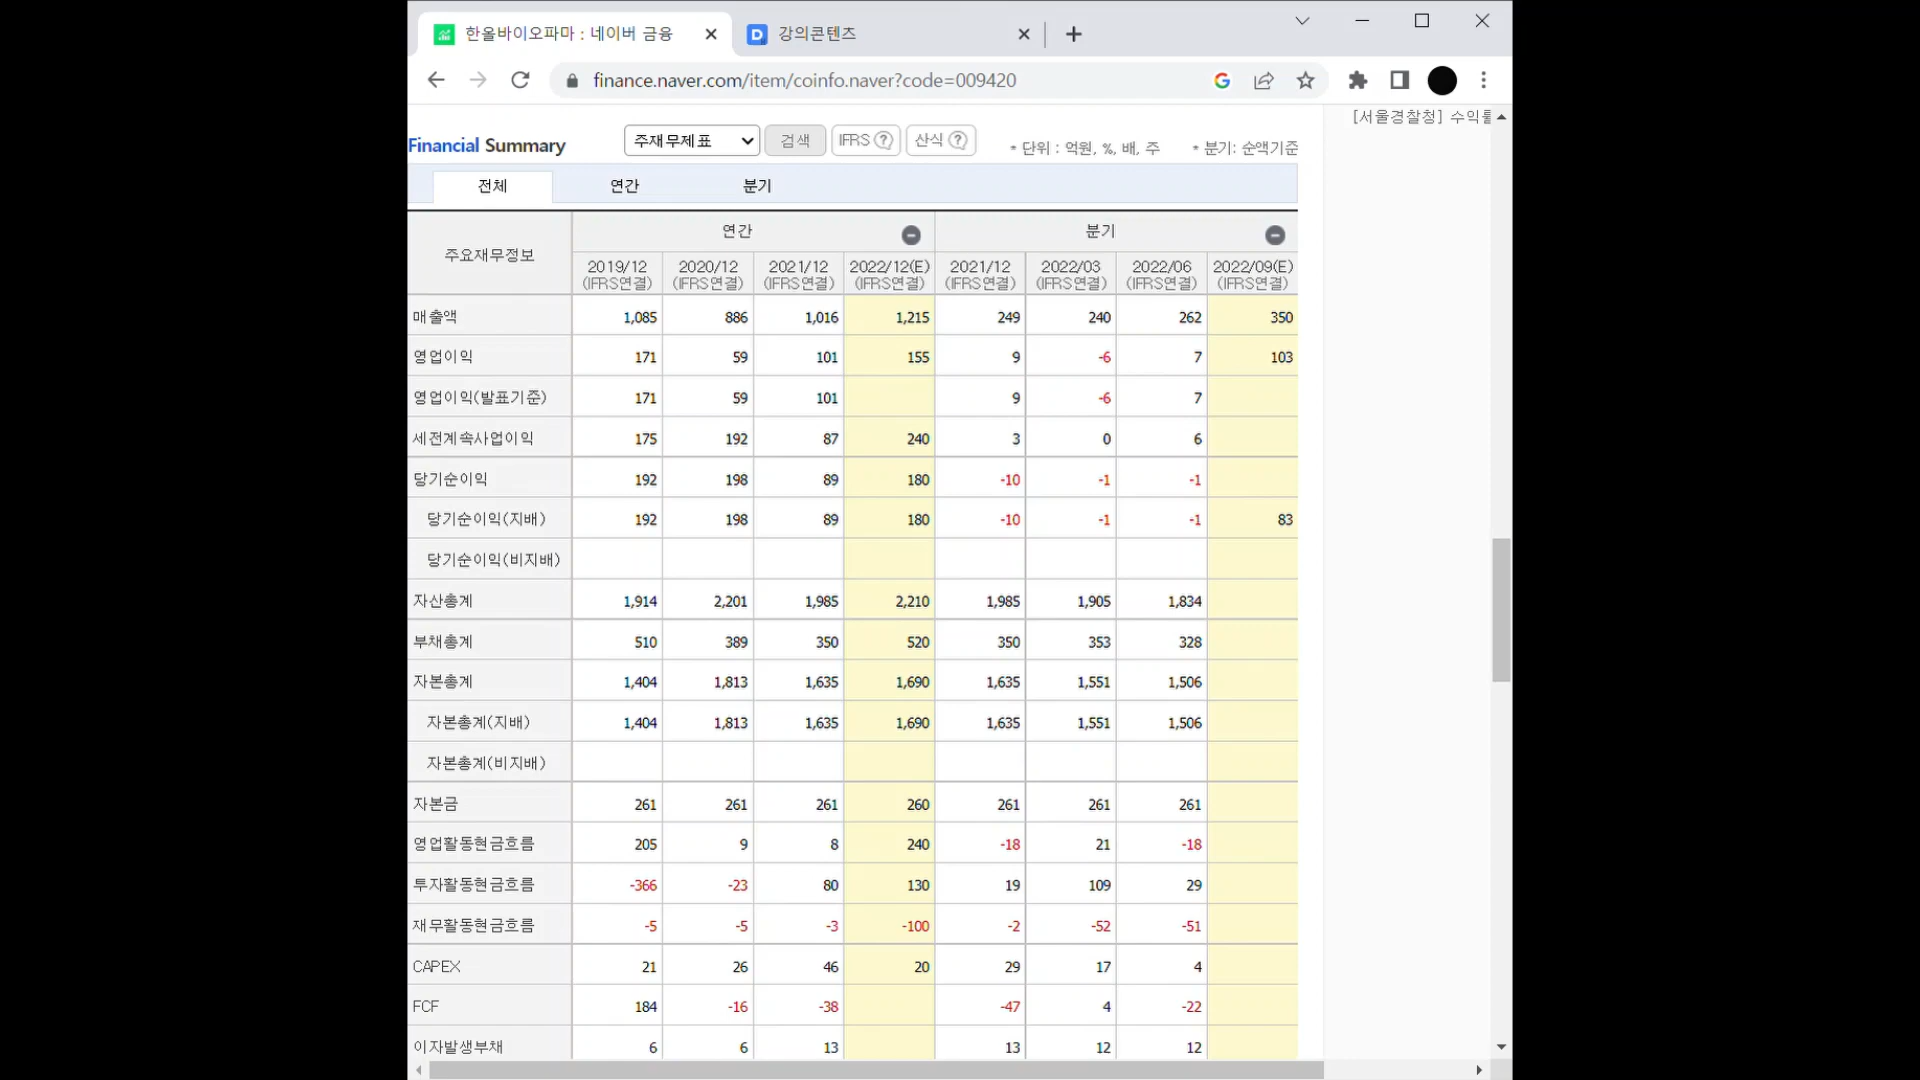 한올바이오파마 : 네이버 금융
강의콘텐츠
finance.naver.com/item/coinfo.naver?code=009420
[서울경찰청] 수익률
Financial Summary 주재무제표 검색 IFRS ? 산식 ? * 단위 : 억원, %, 배, 주 * 분기: 순액기준
전체 연간 분기
주요재무정보 연간 분기
2019/12 2020/12 2021/12 2022/12(E) 2021/12 2022/03 2022/06 2022/09(E)
(IFRS연결) (IFRS연결) (IFRS연결) (IFRS연결) (IFRS연결) (IFRS연결) (IFRS연결) (IFRS연결)
매출액 1,085 886 1,016 1,215 249 240 262 350
영업이익 171 59 101 155 9 -6 7 103
영업이익(발표기준) 171 59 101 9 -6 7
세전계속사업이익 175 192 87 240 3 0 6
당기순이익 192 198 89 180 -10 -1 -1
당기순이익(지배) 192 198 89 180 -10 -1 -1 83
당기순이익(비지배)
자산총계 1,914 2,201 1,985 2,210 1,985 1,905 1,834
부채총계 510 389 350 520 350 353 328
자본총계 1,404 1,813 1,635 1,690 1,635 1,551 1,506
자본총계(지배) 1,404 1,813 1,635 1,690 1,635 1,551 1,506
자본총계(비지배)
자본금 261 261 261 260 261 261 261
영업활동현금흐름 205 9 8 240 -18 21 -18
투자활동현금흐름 -366 -23 80 130 19 109 29
재무활동현금흐름 -5 -5 -3 -100 -2 -52 -51
CAPEX 21 26 46 20 29 17 4
FCF 184 -16 -38 -47 4 -22
이자발생부채 6 6 13 13 12 12